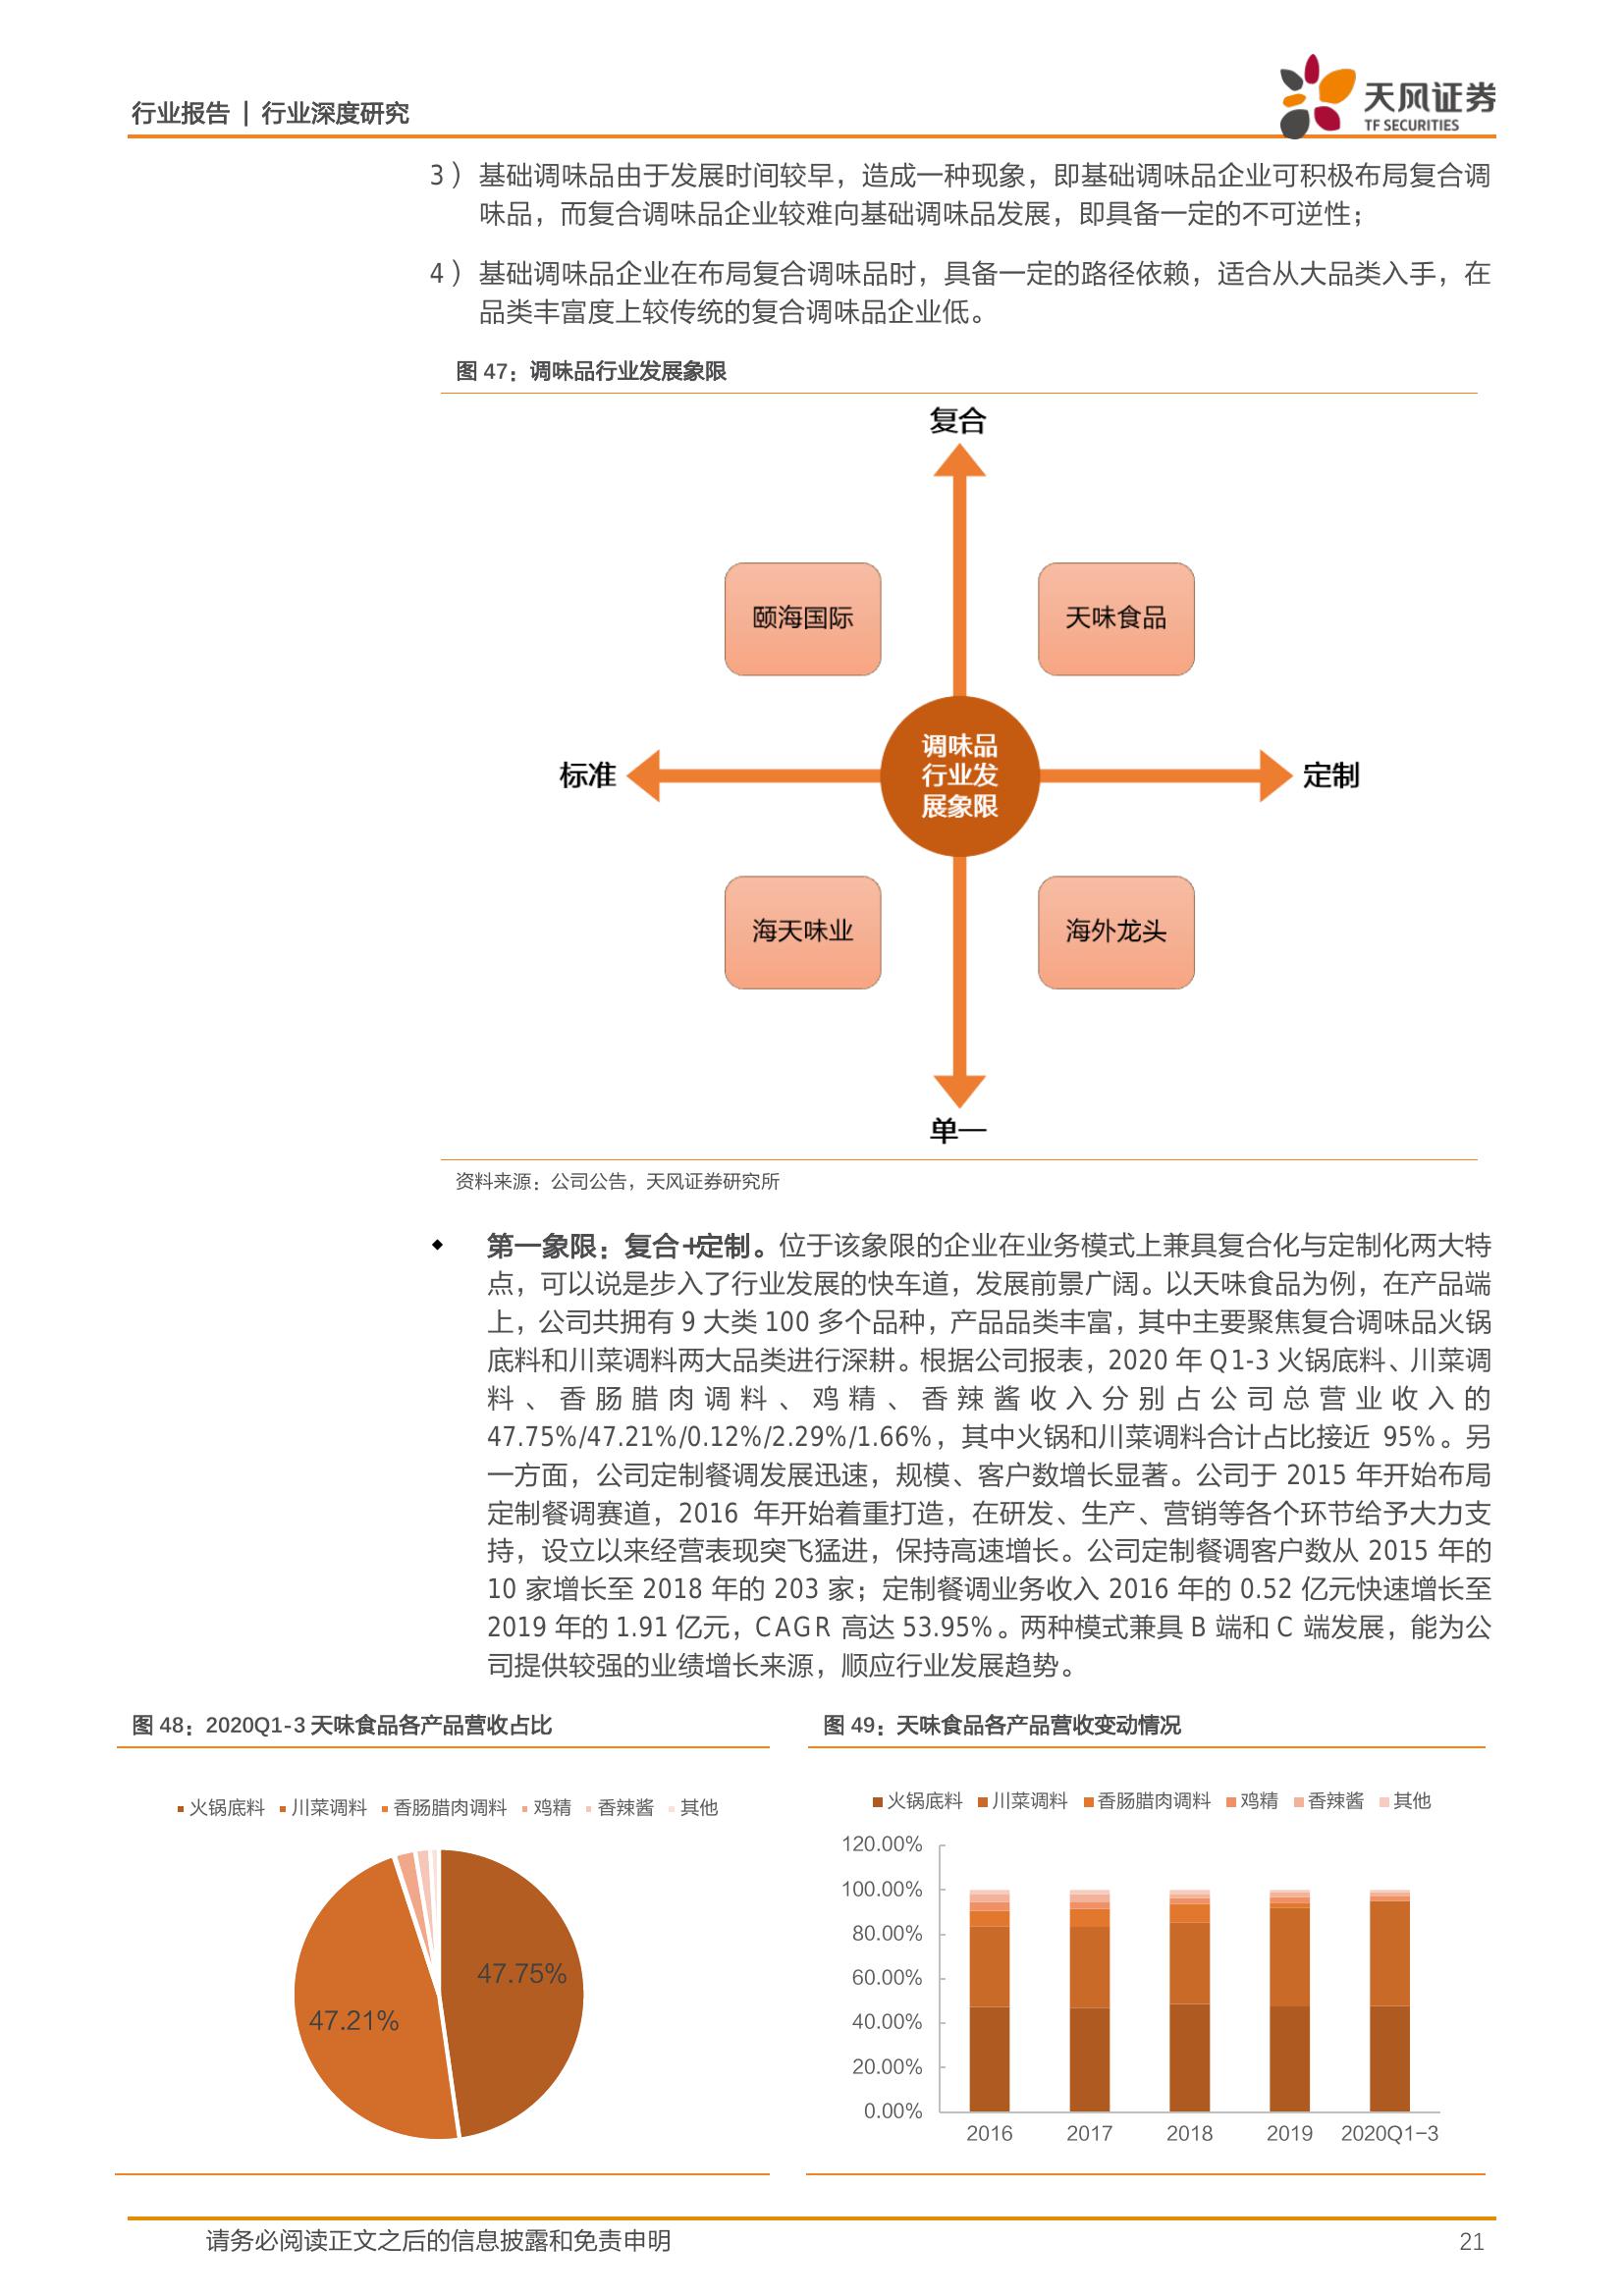 行业报告 | 行业深度研究
天风证券
TF SECURITIES
3）基础调味品由于发展时间较早，造成一种现象，即基础调味品企业可积极布局复合调
味品，而复合调味品企业较难向基础调味品发展，即具备一定的不可逆性；
4）基础调味品企业在布局复合调味品时，具备一定的路径依赖，适合从大品类入手，在
品类丰富度上较传统的复合调味品企业低。
图 47：调味品行业发展象限
复合
颐海国际
天味食品
标准
调味品
行业发
展象限
定制
海天味业
海外龙头
单一
资料来源：公司公告，天风证券研究所
◆ 第一象限：复合+定制。位于该象限的企业在业务模式上兼具复合化与定制化两大特
点，可以说是步入了行业发展的快车道，发展前景广阔。以天味食品为例，在产品端
上，公司共拥有 9 大类 100 多个品种，产品品类丰富，其中主要聚焦复合调味品火锅
底料和川菜调料两大品类进行深耕。根据公司报表，2020 年 Q1-3 火锅底料、川菜调
料、香肠腊肉调料、鸡精、香辣酱收入分别占公司总营业收入的
47.75%/47.21%/0.12%/2.29%/1.66%，其中火锅和川菜调料合计占比接近 95%。另
一方面，公司定制餐调发展迅速，规模、客户数增长显著。公司于 2015 年开始布局
定制餐调赛道，2016 年开始着重打造，在研发、生产、营销等各个环节给予大力支
持，设立以来经营表现突飞猛进，保持高速增长。公司定制餐调客户数从 2015 年的
10 家增长至 2018 年的 203 家；定制餐调业务收入 2016 年的 0.52 亿元快速增长至
2019 年的 1.91 亿元，CAGR 高达 53.95%。两种模式兼具 B 端和 C 端发展，能为公
司提供较强的业绩增长来源，顺应行业发展趋势。
图 48：2020Q1-3 天味食品各产品营收占比
火锅底料 川菜调料 香肠腊肉调料 鸡精 香辣酱 其他
47.75%
47.21%
图 49：天味食品各产品营收变动情况
火锅底料 川菜调料 香肠腊肉调料 鸡精 香辣酱 其他
120.00%
100.00%
80.00%
60.00%
40.00%
20.00%
0.00%
2016 2017 2018 2019 2020Q1-3
请务必阅读正文之后的信息披露和免责申明
21